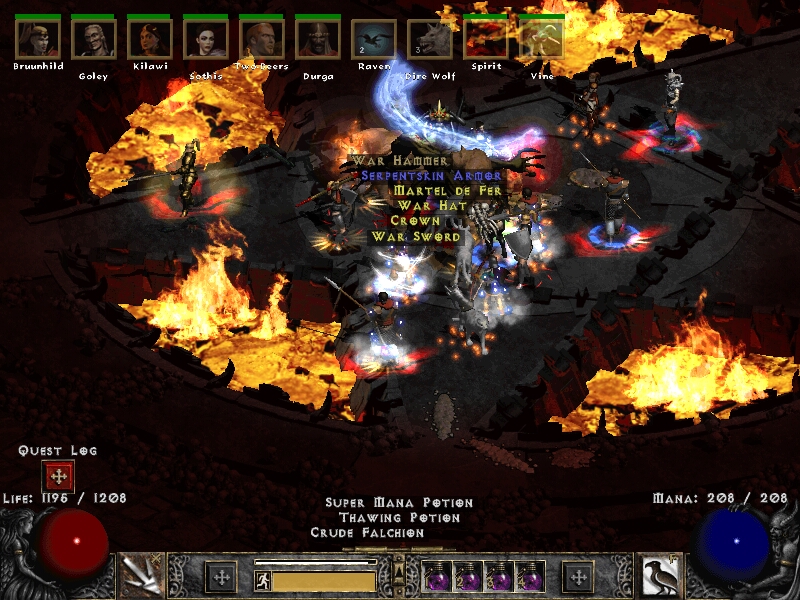 Bruunhild
Goley
Kilawi
Sothis
Two Beers
Durga
2
Raven
3
Dire Wolf
Spirit
Vine
War Hammer
Serpentskin Armor
Martel de Fer
War Hat
Crown
War Sword
Quest Log
Life: 1195 / 1208
Mana: 208 / 208
Super Mana Potion
Thawing Potion
Crude Falchion